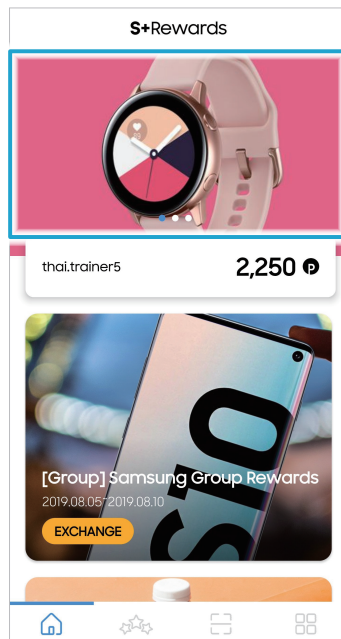 S+Rewards
thai.trainer5
2,250 P
S10
[Group] Samsung Group Rewards
2019.08.05~2019.08.10
EXCHANGE